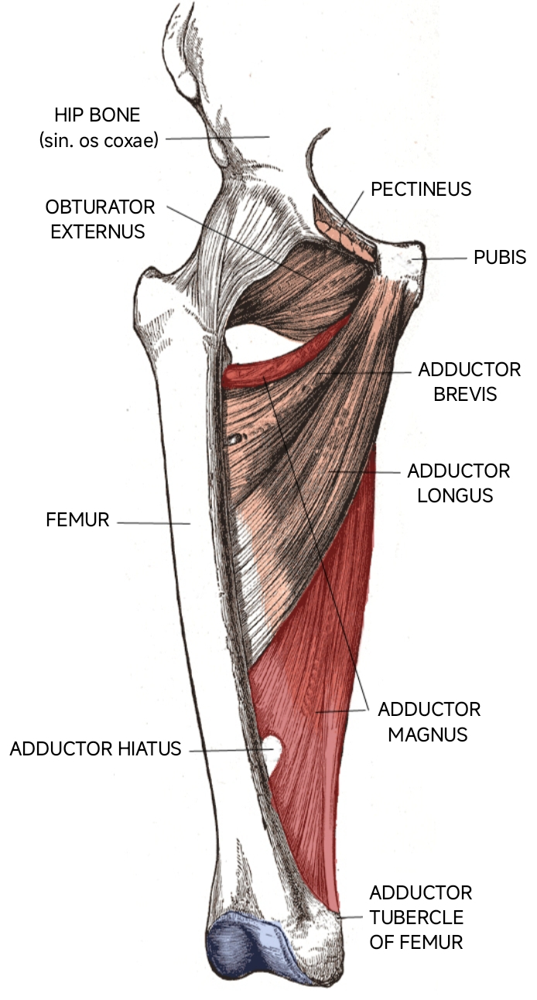 HIP BONE
(sin. os coxae)
PECTINEUS
OBTURATOR
EXTERNUS
PUBIS
ADDUCTOR
BREVIS
ADDUCTOR
LONGUS
FEMUR
ADDUCTOR
MAGNUS
ADDUCTOR HIATUS
ADDUCTOR
TUBERCLE
OF FEMUR